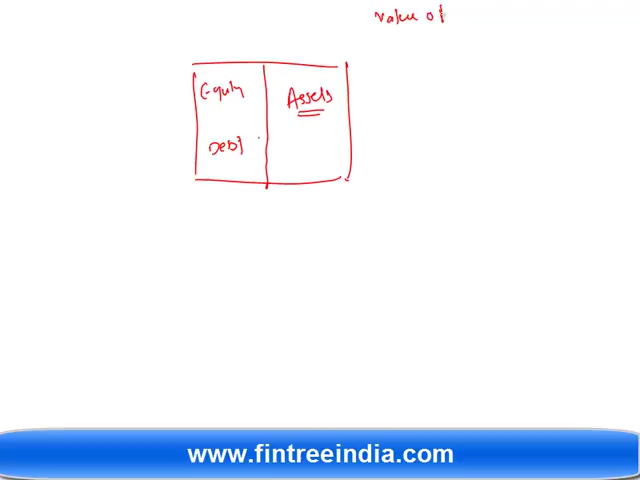 value of
Equity
Assets
Debt
www.fintreeindia.com